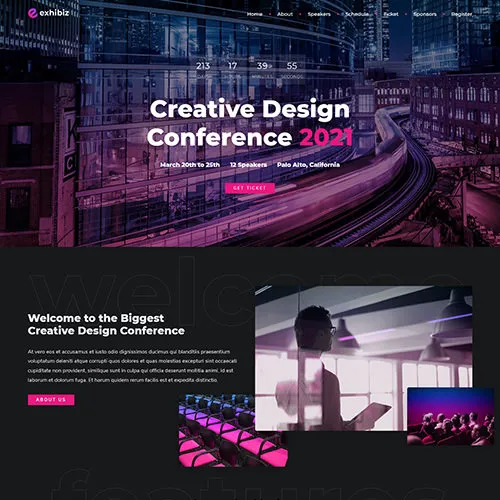 exhibiz
Home About Speakers Schedule Ticket Sponsors Register
213 17 39 55
DAYS HOURS MINUTES SECONDS
Creative Design
Conference 2021
March 20th to 25th 12 Speakers Palo Alto, California
GET TICKET
welcome
Welcome to the Biggest
Creative Design Conference
At vero eos et accusamus et iusto odio dignissimos ducimus qui blanditiis praesentium
voluptatum deleniti atque corrupti quos dolores et quas molestias excepturi sint occaecati
cupiditate non provident, similique sunt in culpa qui officia deserunt mollitia animi, id est
laborum et dolorum fuga. Et harum quidem rerum facilis est et expedita distinctio.
ABOUT US
features